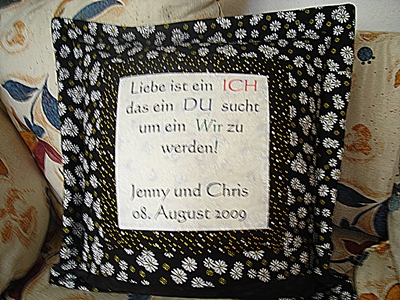 Liebe ist ein ICH
das ein DU sucht
um ein Wir zu
werden!
Jenny und Chris
08. August 2009